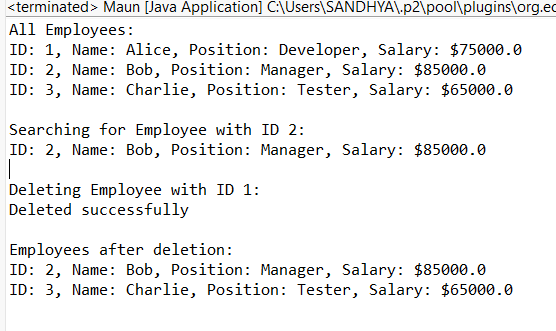 <terminated> Maun [Java Application] C:\Users\SANDHYA\.p2\pool\plugins\org.ec
All Employees:
ID: 1, Name: Alice, Position: Developer, Salary: $75000.0
ID: 2, Name: Bob, Position: Manager, Salary: $85000.0
ID: 3, Name: Charlie, Position: Tester, Salary: $65000.0
Searching for Employee with ID 2:
ID: 2, Name: Bob, Position: Manager, Salary: $85000.0
Deleting Employee with ID 1:
Deleted successfully
Employees after deletion:
ID: 2, Name: Bob, Position: Manager, Salary: $85000.0
ID: 3, Name: Charlie, Position: Tester, Salary: $65000.0